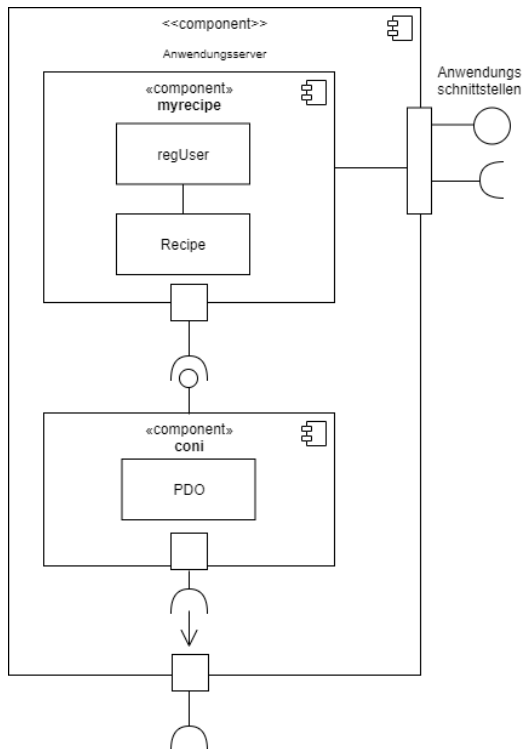 <<component>>
Anwendungsserver
Anwendungs
schnittstellen
«component»
myrecipe
regUser
Recipe
«component»
coni
PDO